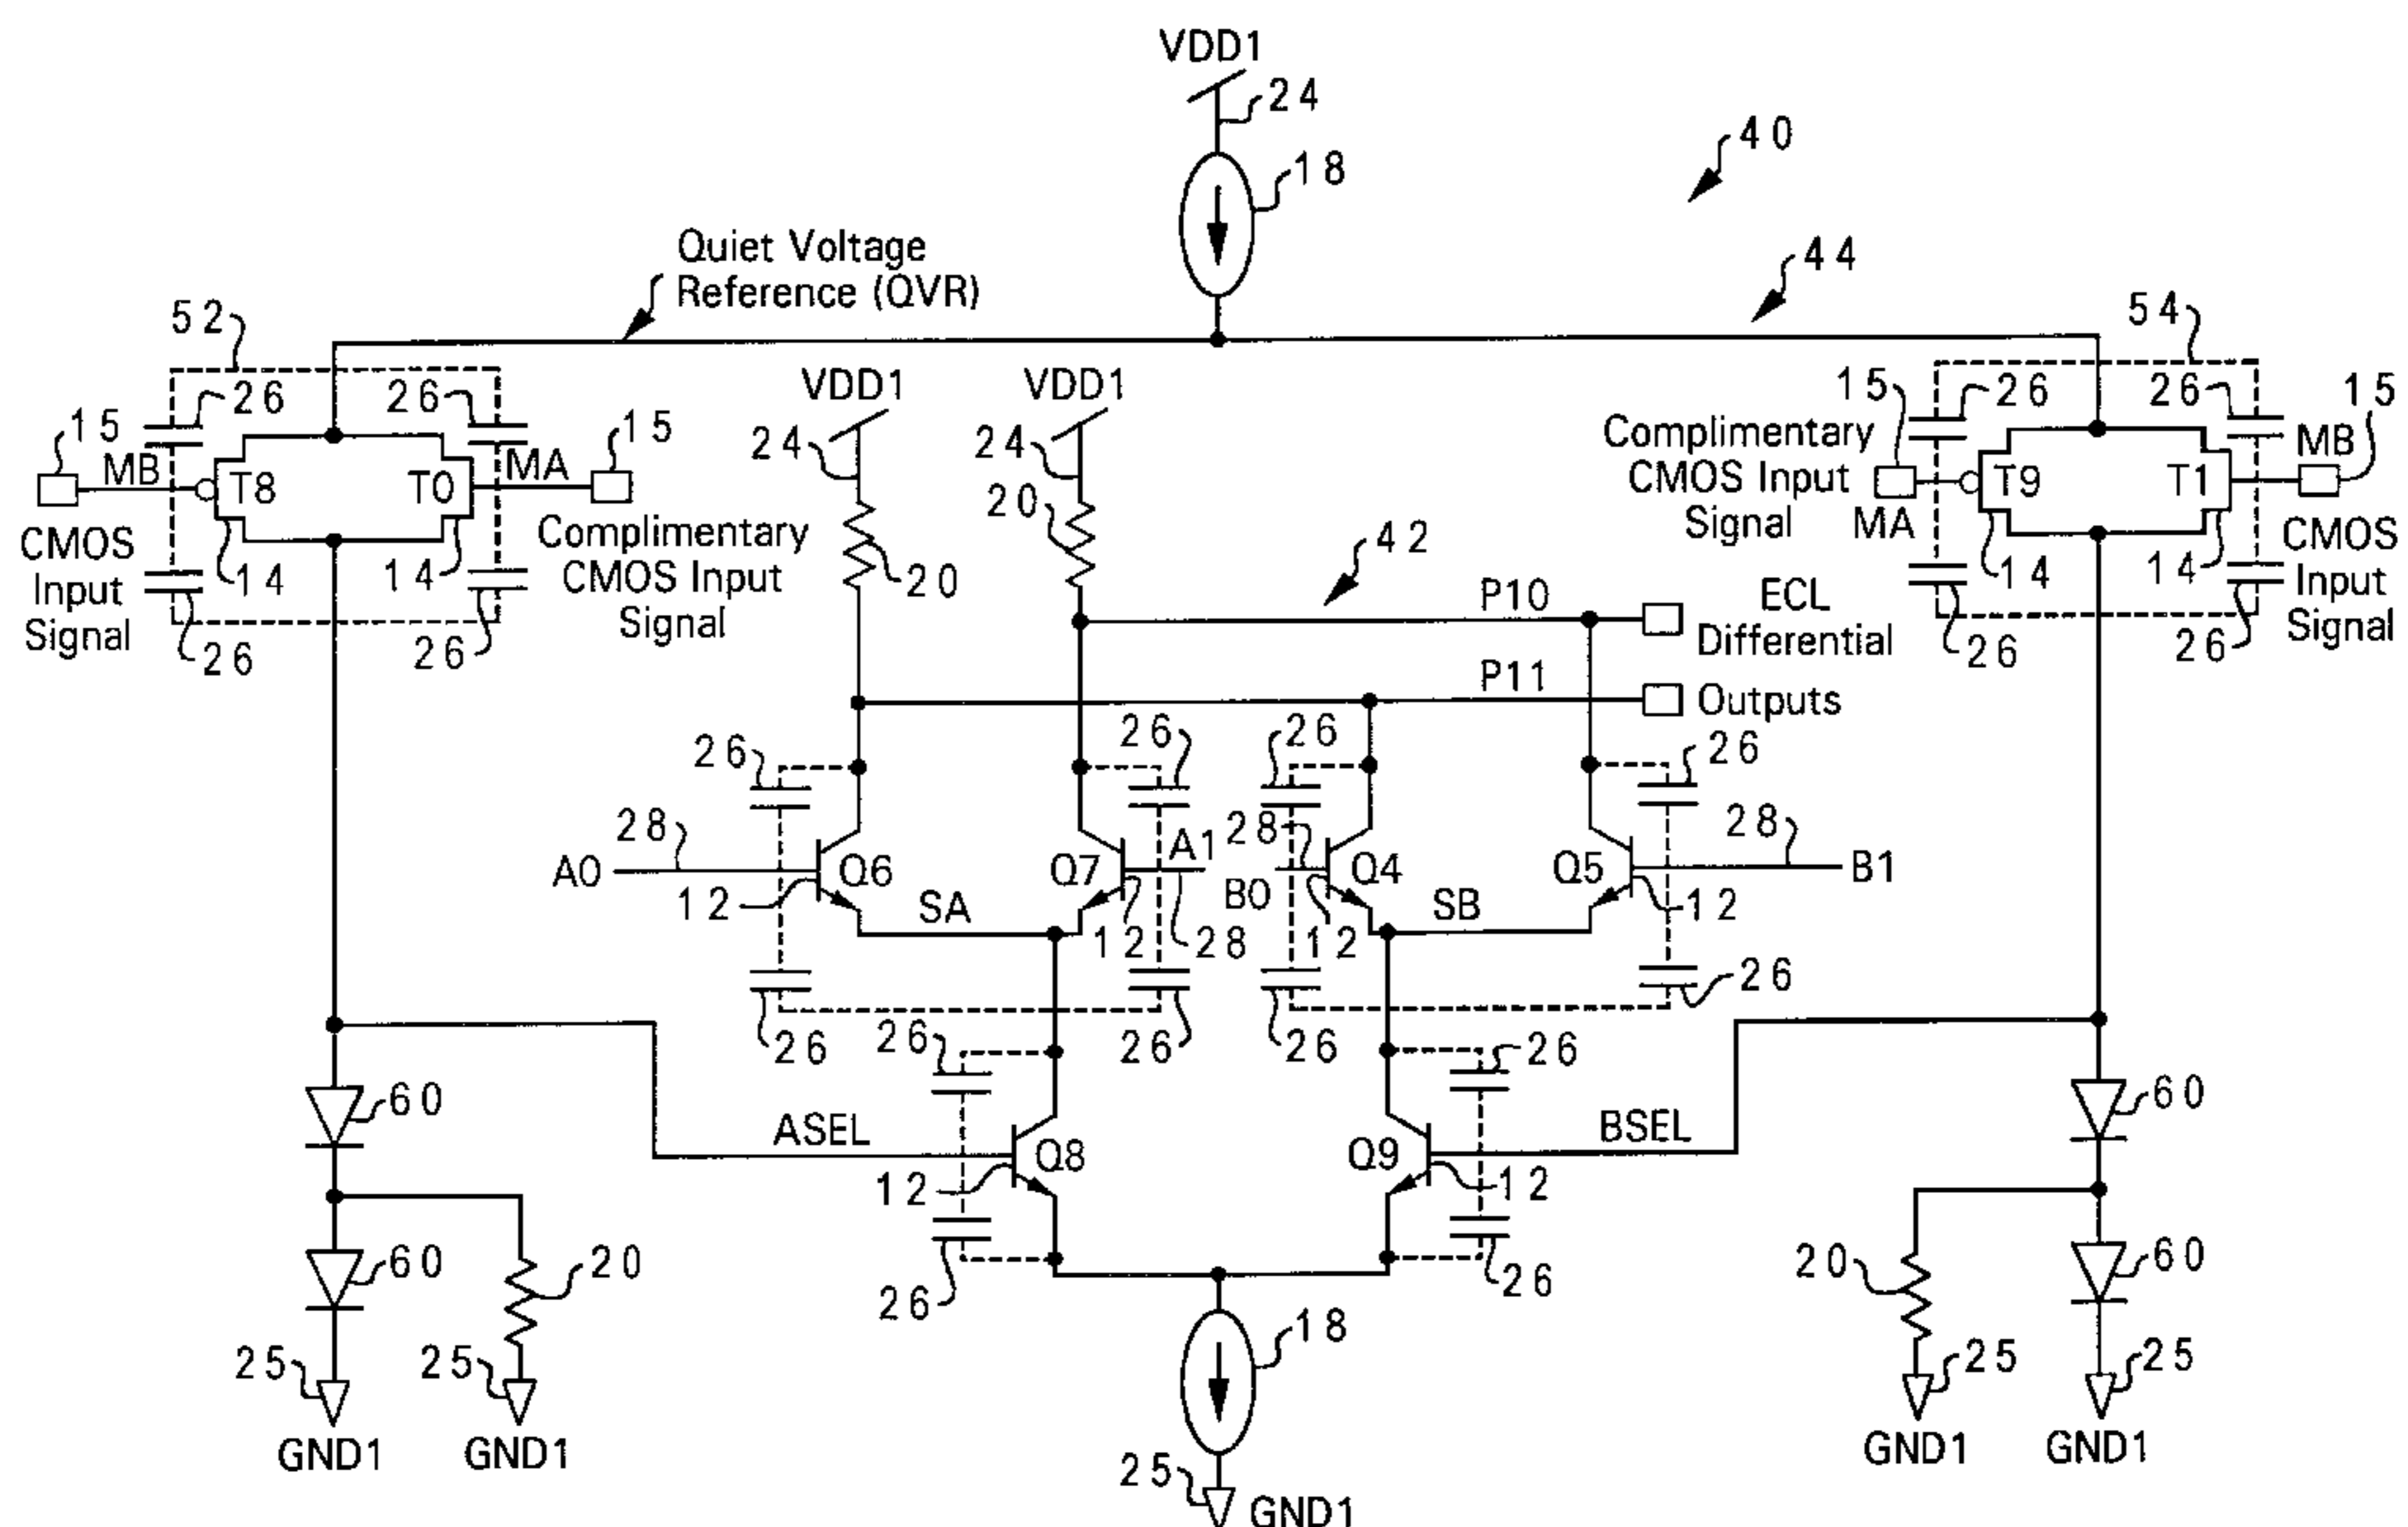 VDD1
24
40
18
Quiet Voltage
Reference (QVR)
44
52
54
VDD1
VDD1
26
26
15
26
26
15
15
15
Complimentary
CMOS Input
Signal
MB
MB
T8
T0
MA
24
24
20
T9
T1
MA
CMOS
Input
Signal
Complimentary
CMOS Input
Signal
42
CMOS
Input
Signal
14
14
20
14
14
P10
ECL
Differential
Outputs
P11
26
26
26
26
26
26
26
26
28
A1
28
28
A0
Q6
Q7
Q4
Q5
B1
12
SA
B0
SB
12
12
28
12
26
26
26
26
26
26
60
ASEL
BSEL
60
Q8
Q9
12
12
60
20
26
26
20
60
18
25
25
25
25
GND1
GND1
GND1
GND1
25
GND1